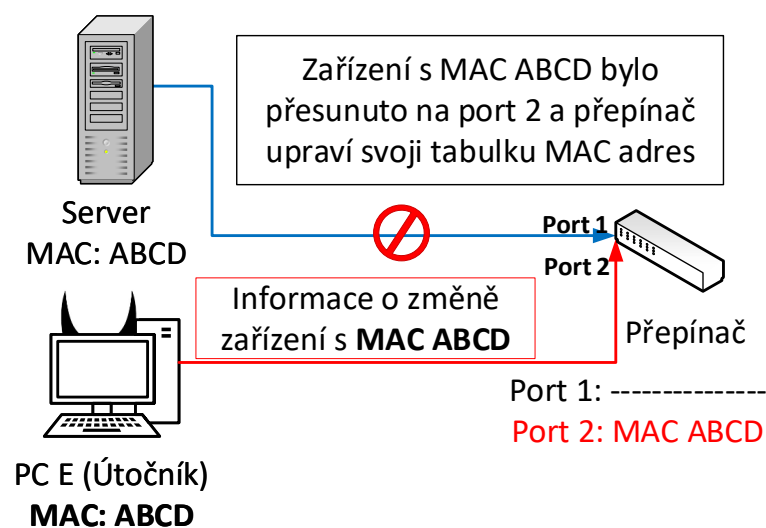 Zařízení s MAC ABCD bylo
přesunuto na port 2 a přepínač
upraví svoji tabulku MAC adres
Server
MAC: ABCD
Port 1
Port 2
Informace o změně
zařízení s MAC ABCD
Přepínač
Port 1: ---------------
Port 2: MAC ABCD
PC E (Útočník)
MAC: ABCD